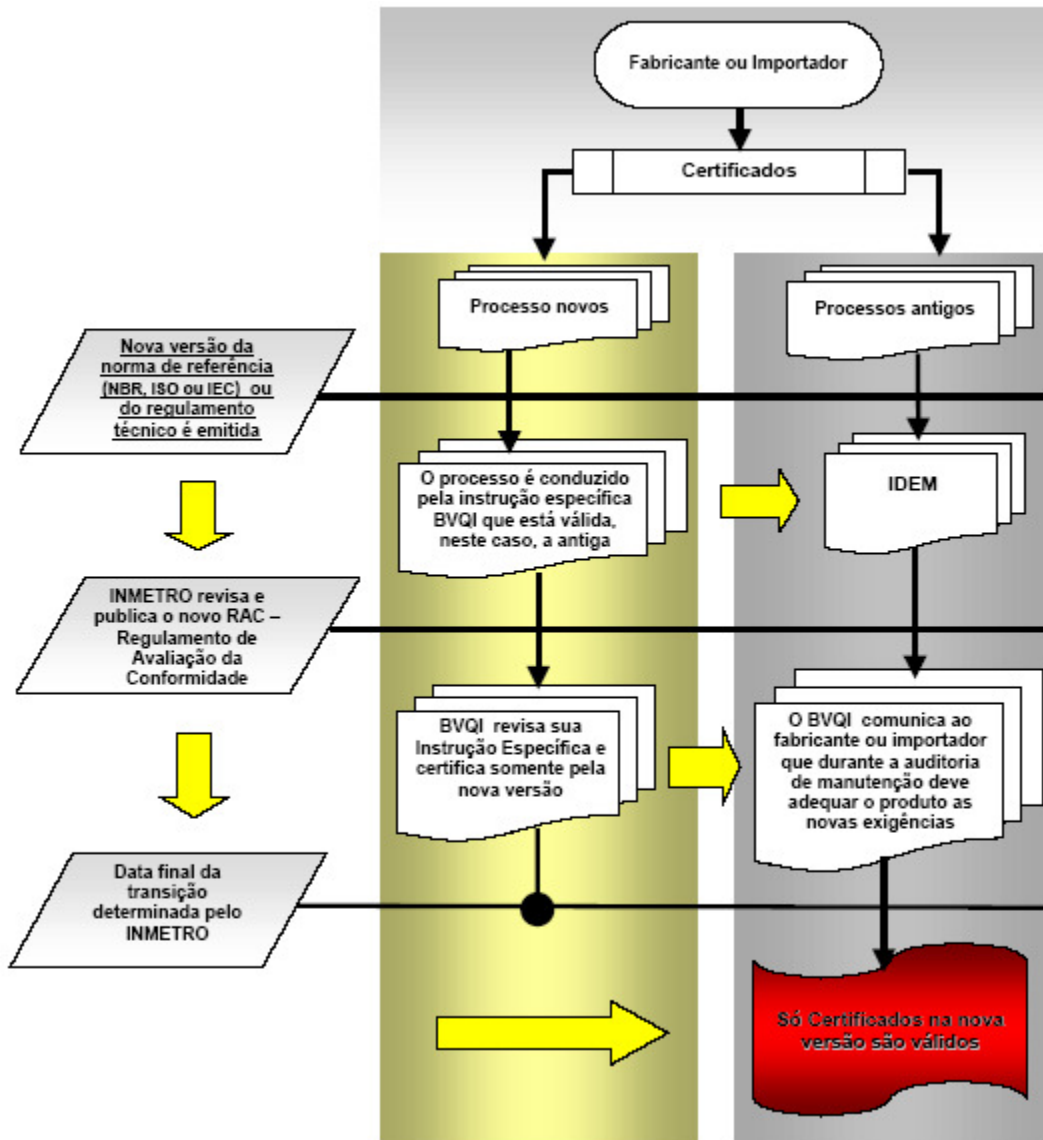 Fabricante ou Importador
Certificados
Processo novos
Processos antigos
Nova versão da
norma de referência
(NBR, ISO ou IEC) ou
do regulamento
técnico é emitida
O processo é conduzido
pela instrução específica
BVQI que está válida,
neste caso, a antiga
IDEM
INMETRO revisa e
publica o novo RAC –
Regulamento de
Avaliação da
Conformidade
BVQI revisa sua
Instrução Específica e
certifica somente pela
nova versão
O BVQI comunica ao
fabricante ou importador
que durante a auditoria
de manutenção deve
adequar o produto as
novas exigências
Data final da
transição
determinada pelo
INMETRO
Só Certificados na nova
versão são válidos